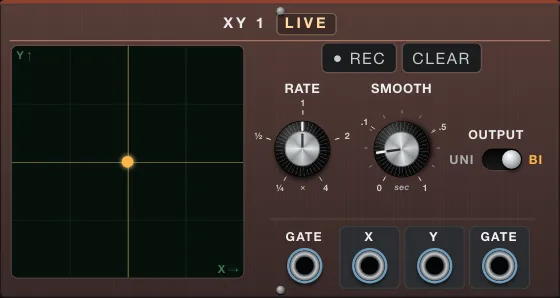 XY 1 LIVE
Y ↑
X →
● REC CLEAR
RATE SMOOTH
1
½ 2
¼ × 4
.1 .5
0 sec 1
OUTPUT
UNI BI
GATE X Y GATE